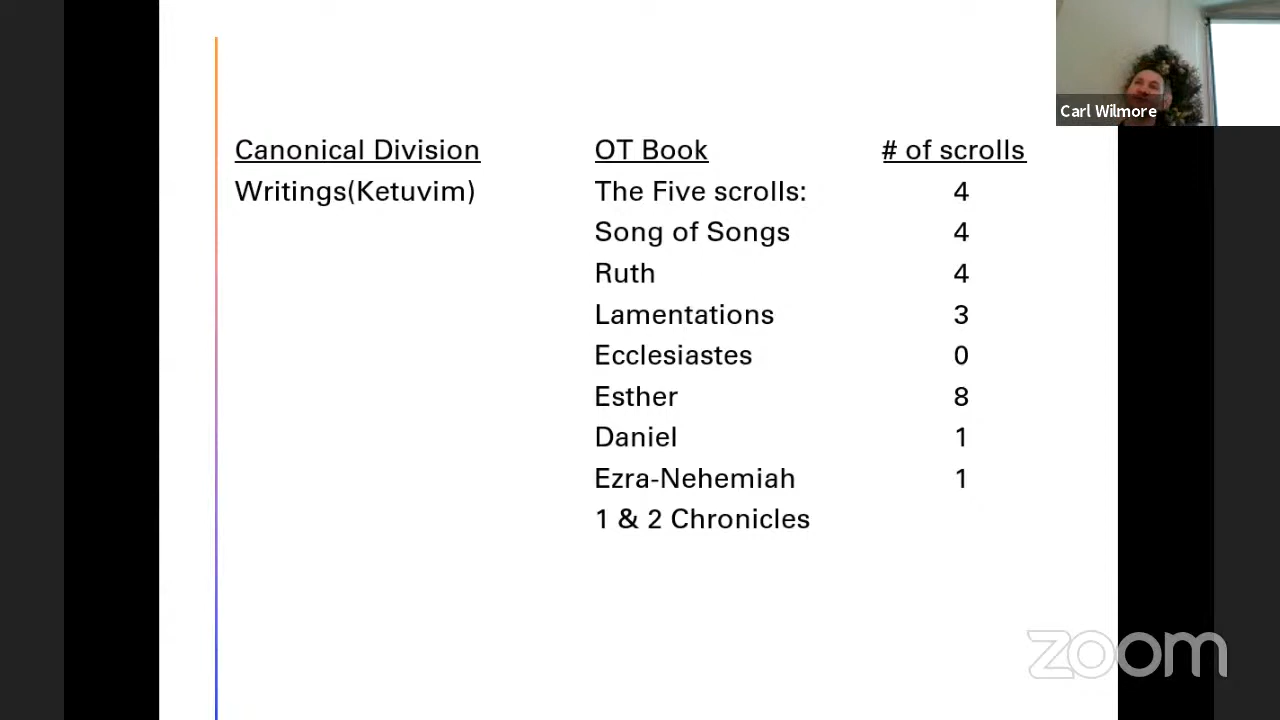 Carl Wilmore
Canonical Division OT Book # of scrolls
Writings(Ketuvim) The Five scrolls: 4
Song of Songs 4
Ruth 4
Lamentations 3
Ecclesiastes 0
Esther 8
Daniel 1
Ezra-Nehemiah 1
1 & 2 Chronicles
zoom